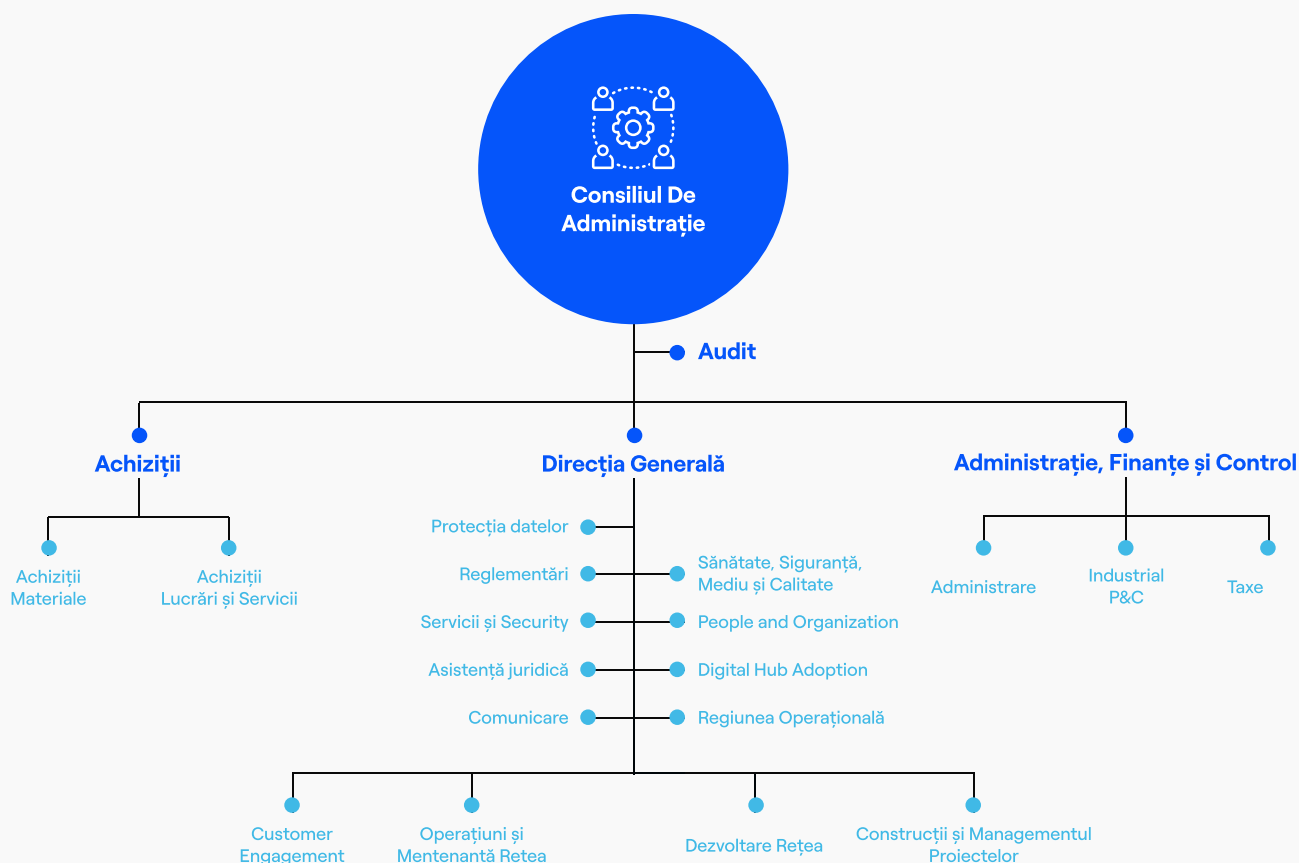 Consiliul De
Administrație
Audit
Achiziții
Direcția Generală
Administrație, Finanțe și Control
Achiziții
Materiale
Achiziții
Lucrări și Servicii
Protecția datelor
Reglementări
Servicii și Security
Asistență juridică
Comunicare
Sănătate, Siguranță,
Mediu și Calitate
People and Organization
Digital Hub Adoption
Regiunea Operațională
Administrare
Industrial
P&C
Taxe
Customer
Engagement
Operațiuni și
Mentenanță Rețea
Dezvoltare Rețea
Construcții și Managementul
Proiectelor